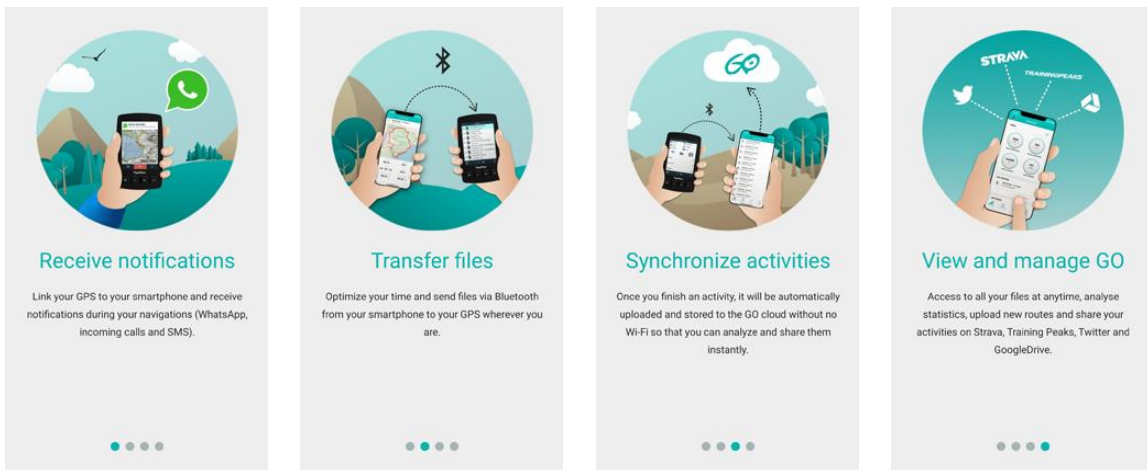 Receive notifications
Link your GPS to your smartphone and receive
notifications during your navigations (WhatsApp,
incoming calls and SMS).
Transfer files
Optimize your time and send files via Bluetooth
from your smartphone to your GPS wherever you
are.
GO
Synchronize activities
Once you finish an activity, it will be automatically
uploaded and stored to the GO cloud without no
Wi-Fi so that you can analyze and share them
instantly.
STRAVA
TRAININGPEAKS
View and manage GO
Access to all your files at anytime, analyse
statistics, upload new routes and share your
activities on Strava, Training Peaks, Twitter and
GoogleDrive.